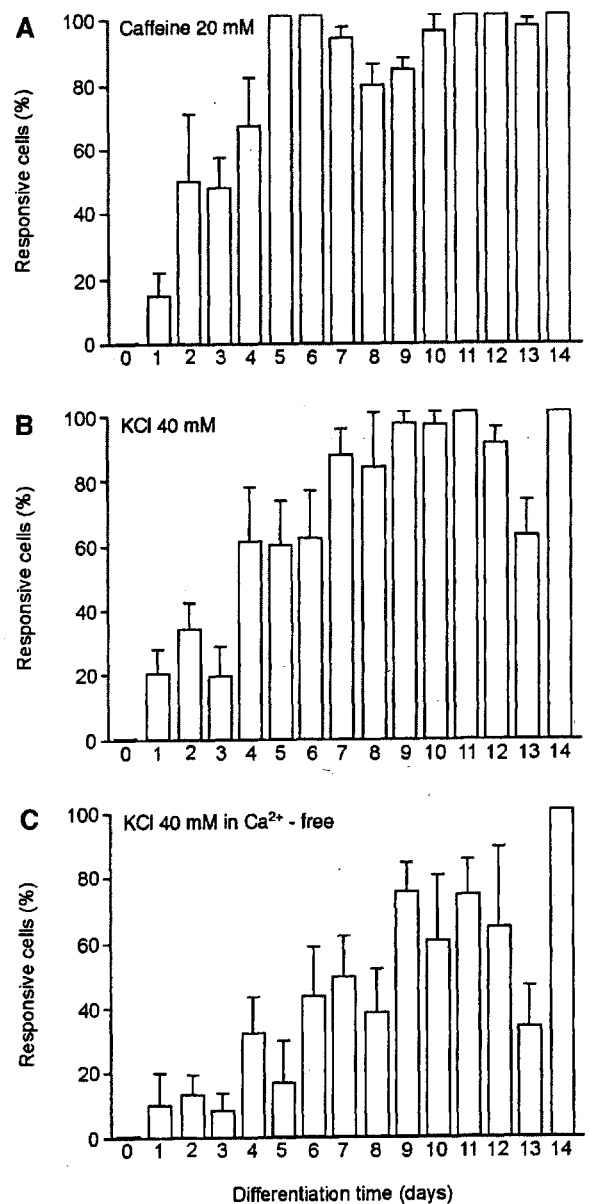 A
Caffeine 20 mM
Responsive cells (%)
100
80
60
40
20
0
0 1 2 3 4 5 6 7 8 9 10 11 12 13 14
B
KCl 40 mM
Responsive cells (%)
100
80
60
40
20
0
0 1 2 3 4 5 6 7 8 9 10 11 12 13 14
C
KCl 40 mM in Ca²⁺ - free
Responsive cells (%)
100
80
60
40
20
0
0 1 2 3 4 5 6 7 8 9 10 11 12 13 14
Differentiation time (days)